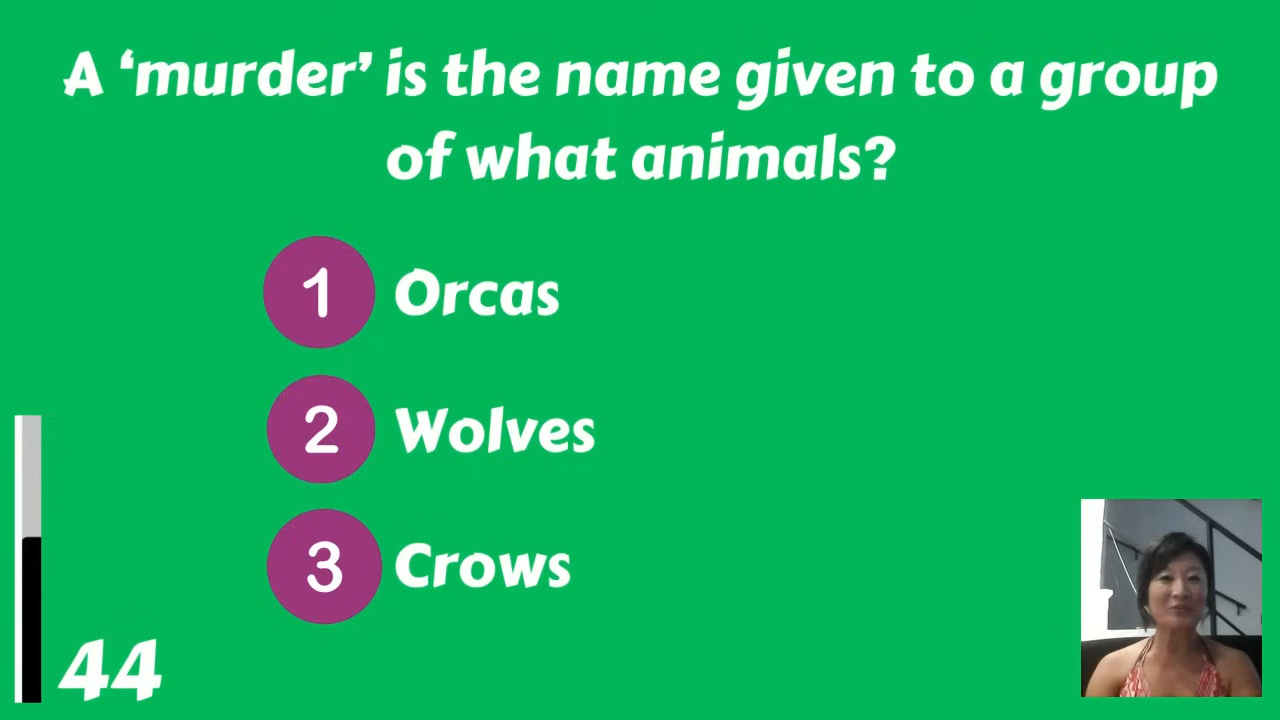 A ‘murder’ is the name given to a group
of what animals?
1 Orcas
2 Wolves
3 Crows
44